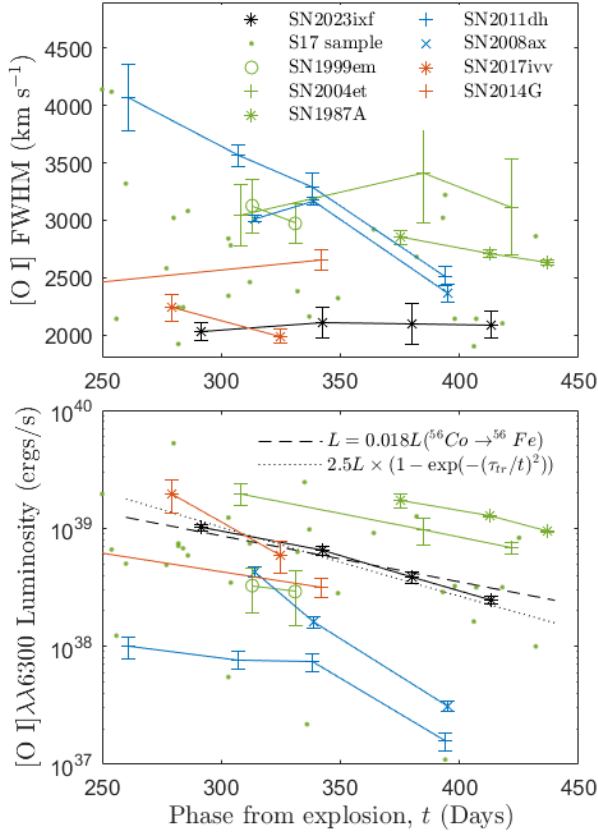 4500
4000
3500
3000
2500
2000
[O I] FWHM (km s⁻¹)
SN2023ixf
S17 sample
SN1999em
SN2004et
SN1987A
SN2011dh
SN2008ax
SN2017ivv
SN2014G
250 300 350 400 450
10⁴⁰
10³⁹
10³⁸
10³⁷
[O I]λλ6300 Luminosity (ergs/s)
L = 0.018L(⁵⁶Co →⁵⁶ Fe)
2.5L × (1 − exp(−(τₜᵣ/t)²))
250 300 350 400 450
Phase from explosion, t (Days)